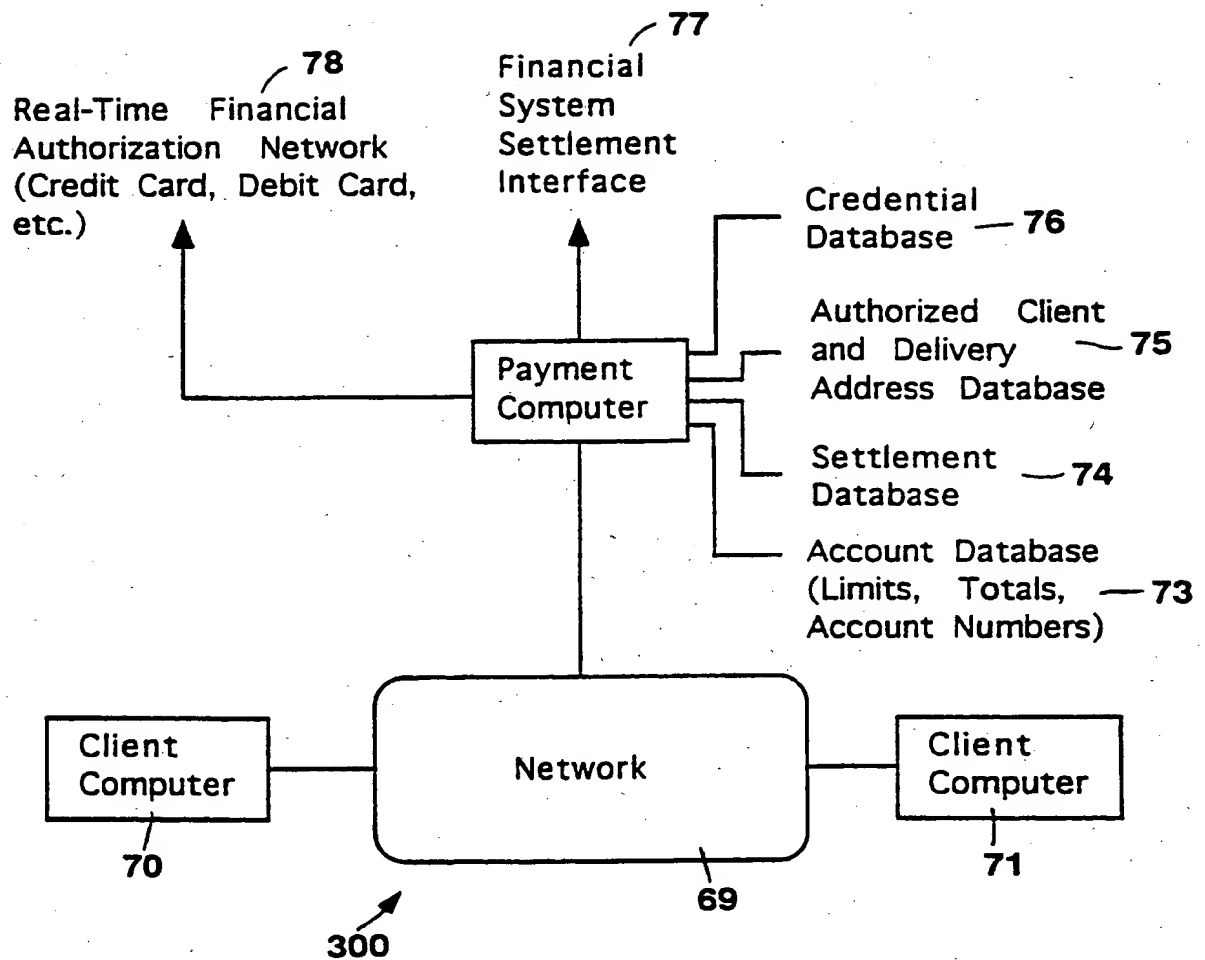 78
Real-Time Financial
Authorization Network
(Credit Card, Debit Card,
etc.)
77
Financial
System
Settlement
Interface
Credential
Database
76
Authorized Client
and Delivery
Address Database
75
Payment
Computer
Settlement
Database
74
Account Database
(Limits, Totals,
Account Numbers)
73
Client
Computer
70
Network
69
Client
Computer
71
300